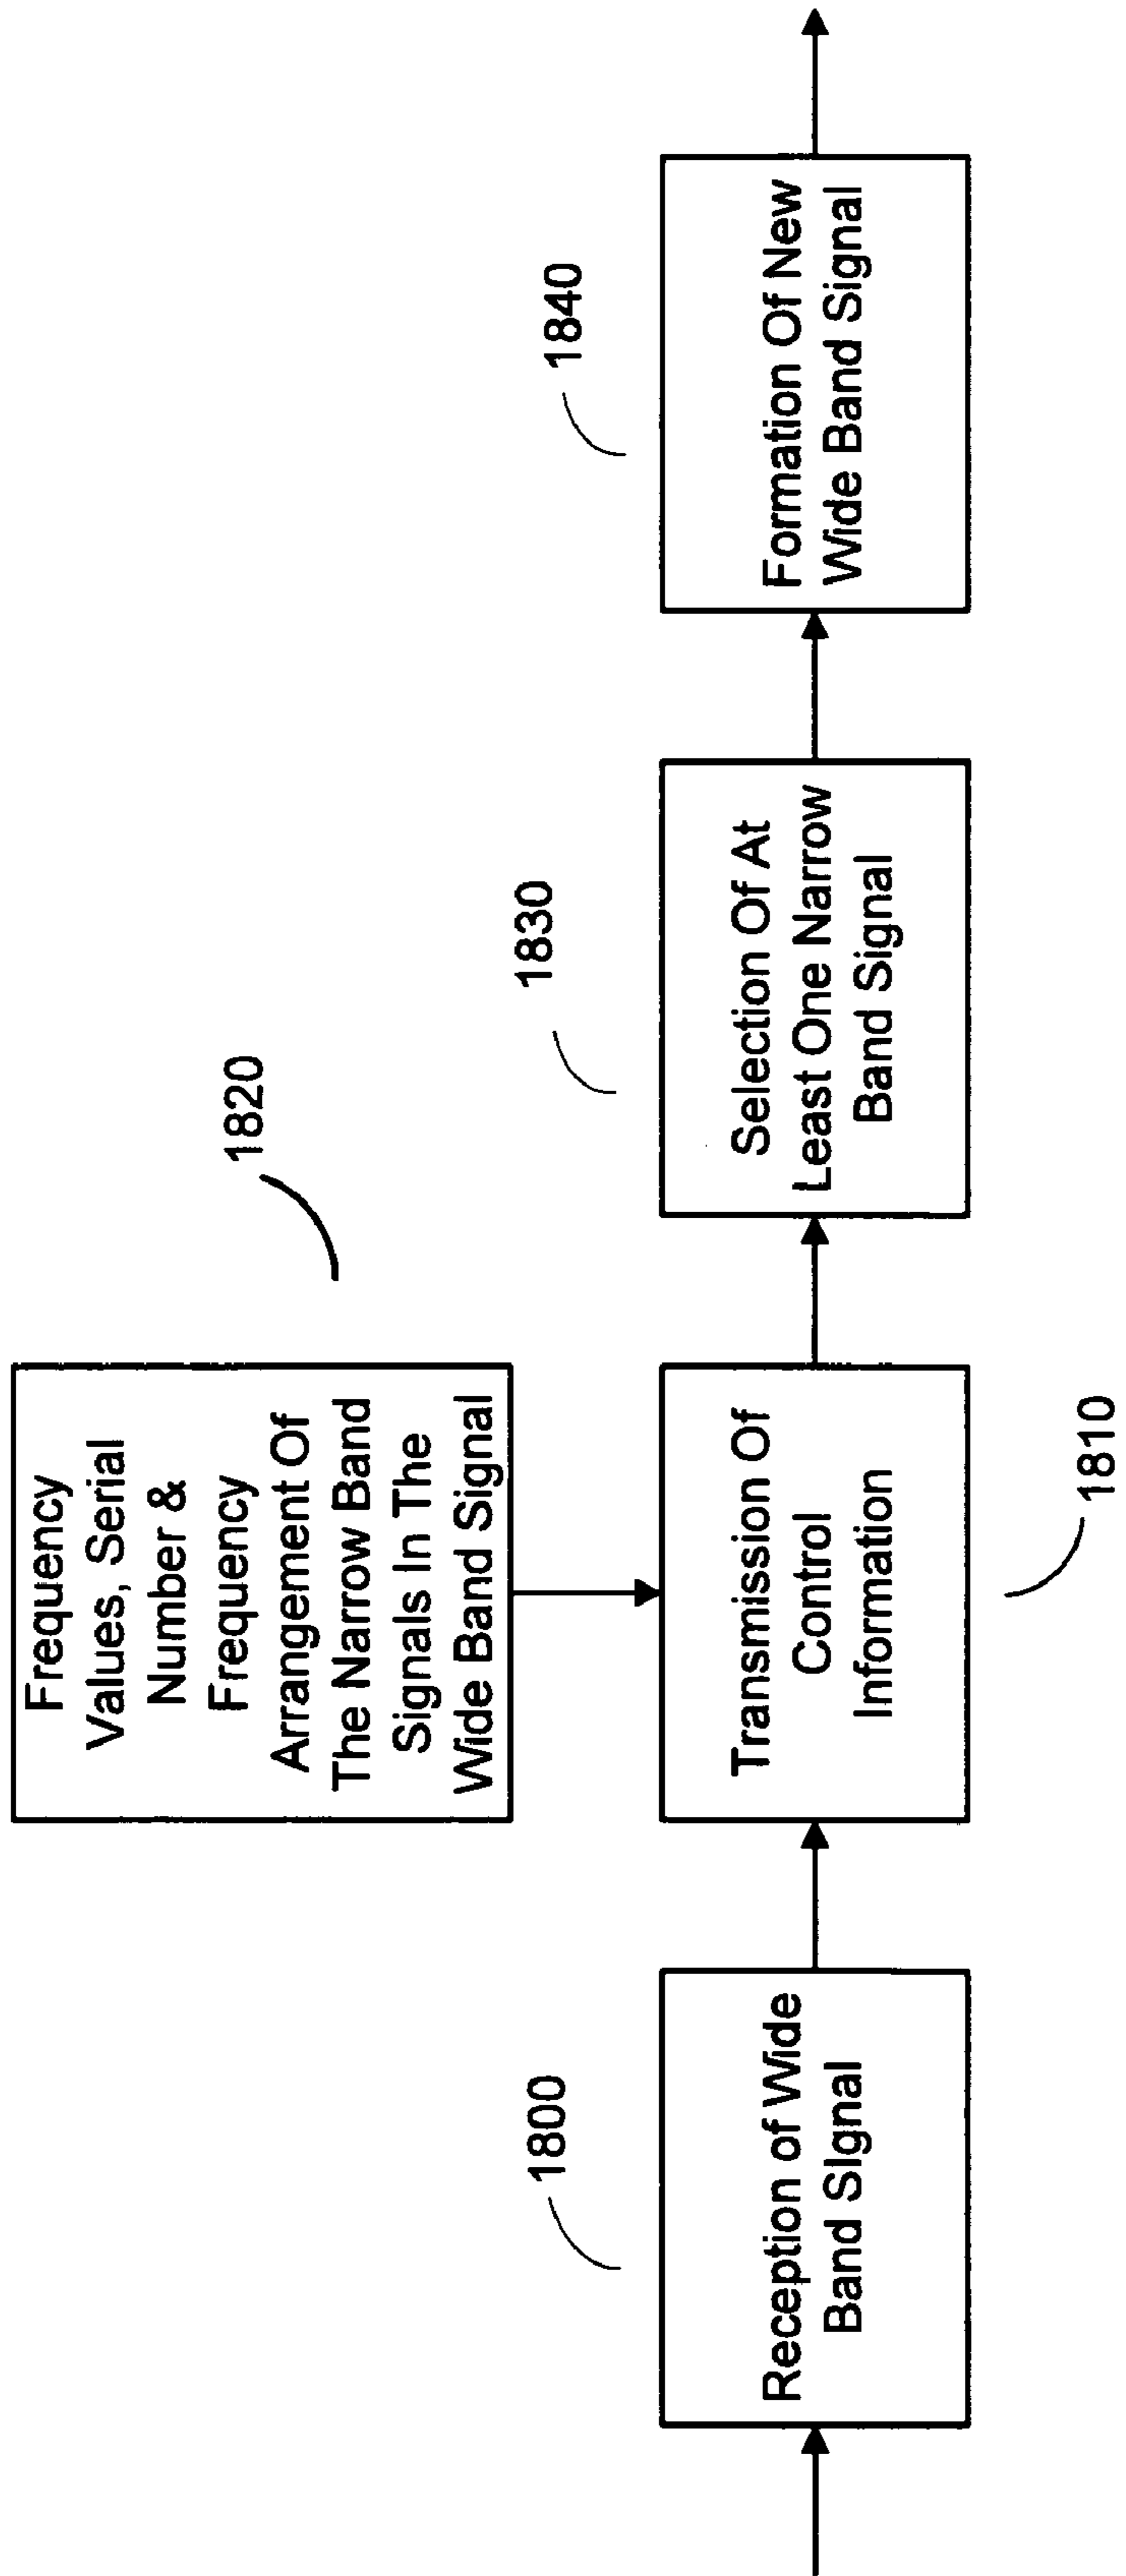 1820
Frequency
Values, Serial
Number &
Frequency
Arrangement Of
The Narrow Band
Signals In The
Wide Band Signal
1800
Reception of Wide
Band SIgnal
Transmission Of
Control
Information
1810
1830
Selection Of At
Least One Narrow
Band Signal
1840
Formation Of New
Wide Band Signal